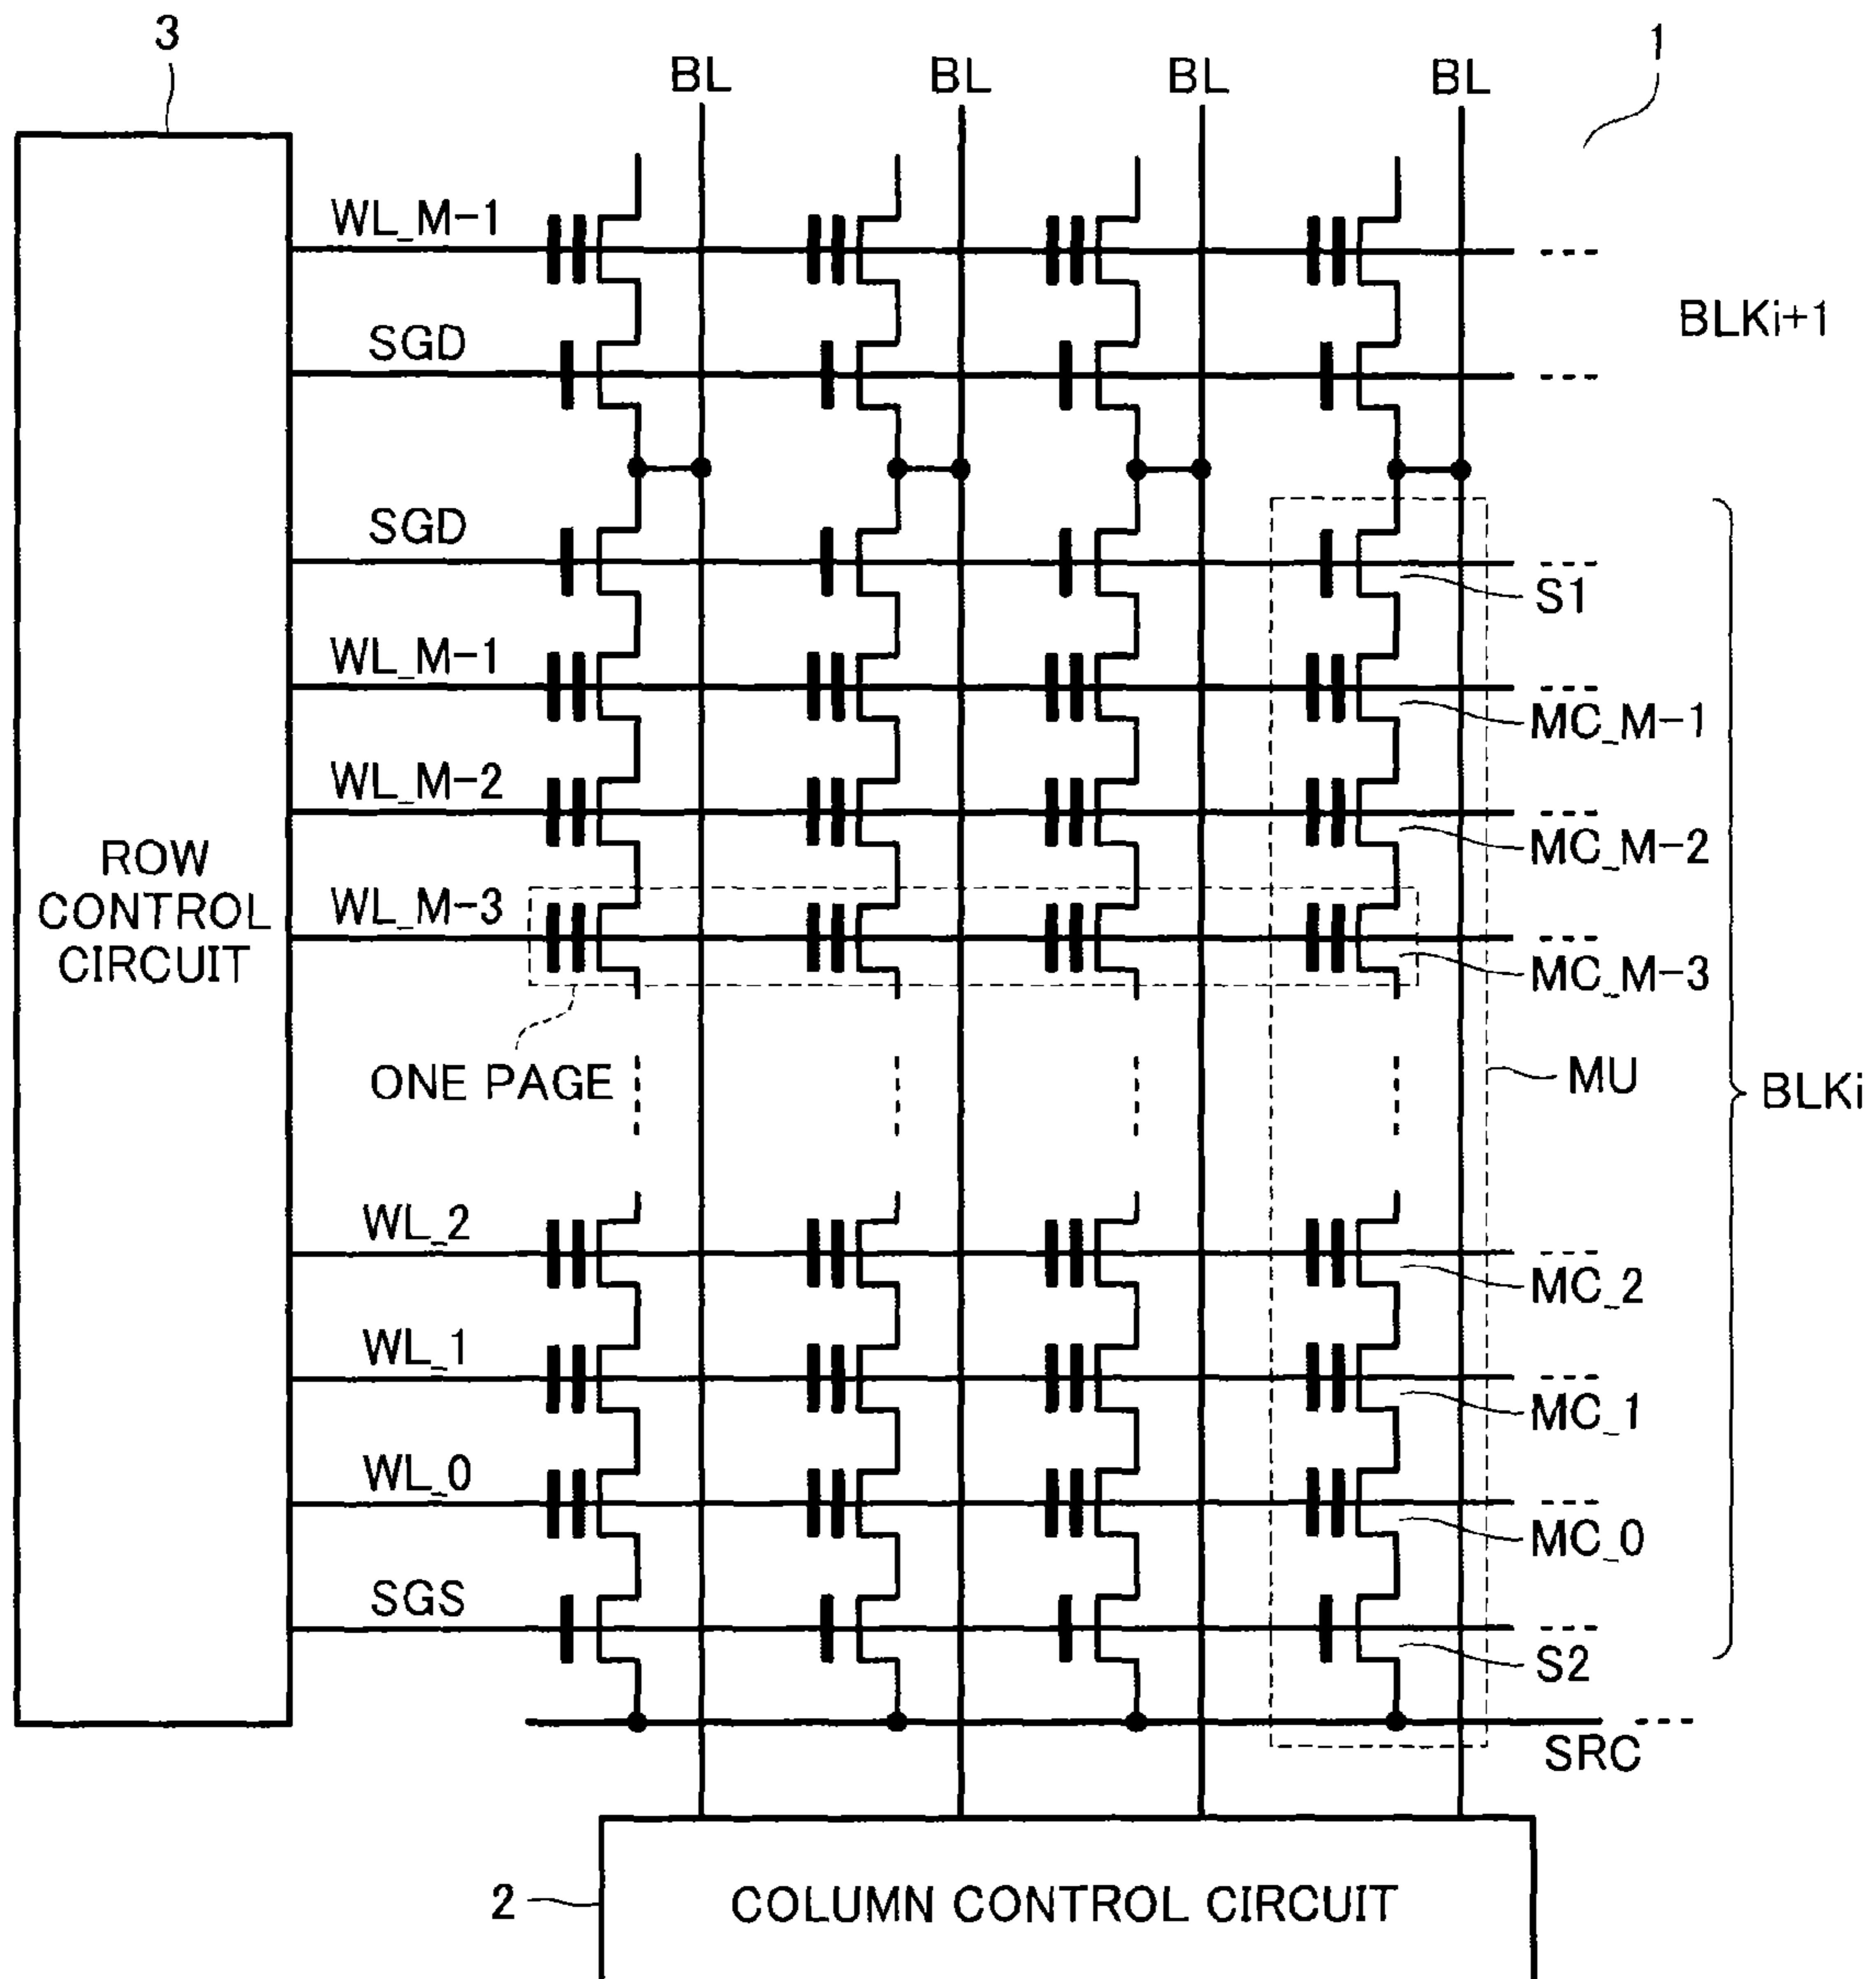 3
1
BL BL BL BL
WL_M-1
BLKi+1
SGD
SGD
S1
WL_M-1
MC_M-1
WL_M-2
MC_M-2
ROW
CONTROL
CIRCUIT
WL_M-3
MC_M-3
ONE PAGE
MU
BLKi
WL_2
MC_2
WL_1
MC_1
WL_0
MC_0
SGS
S2
SRC
2
COLUMN CONTROL CIRCUIT